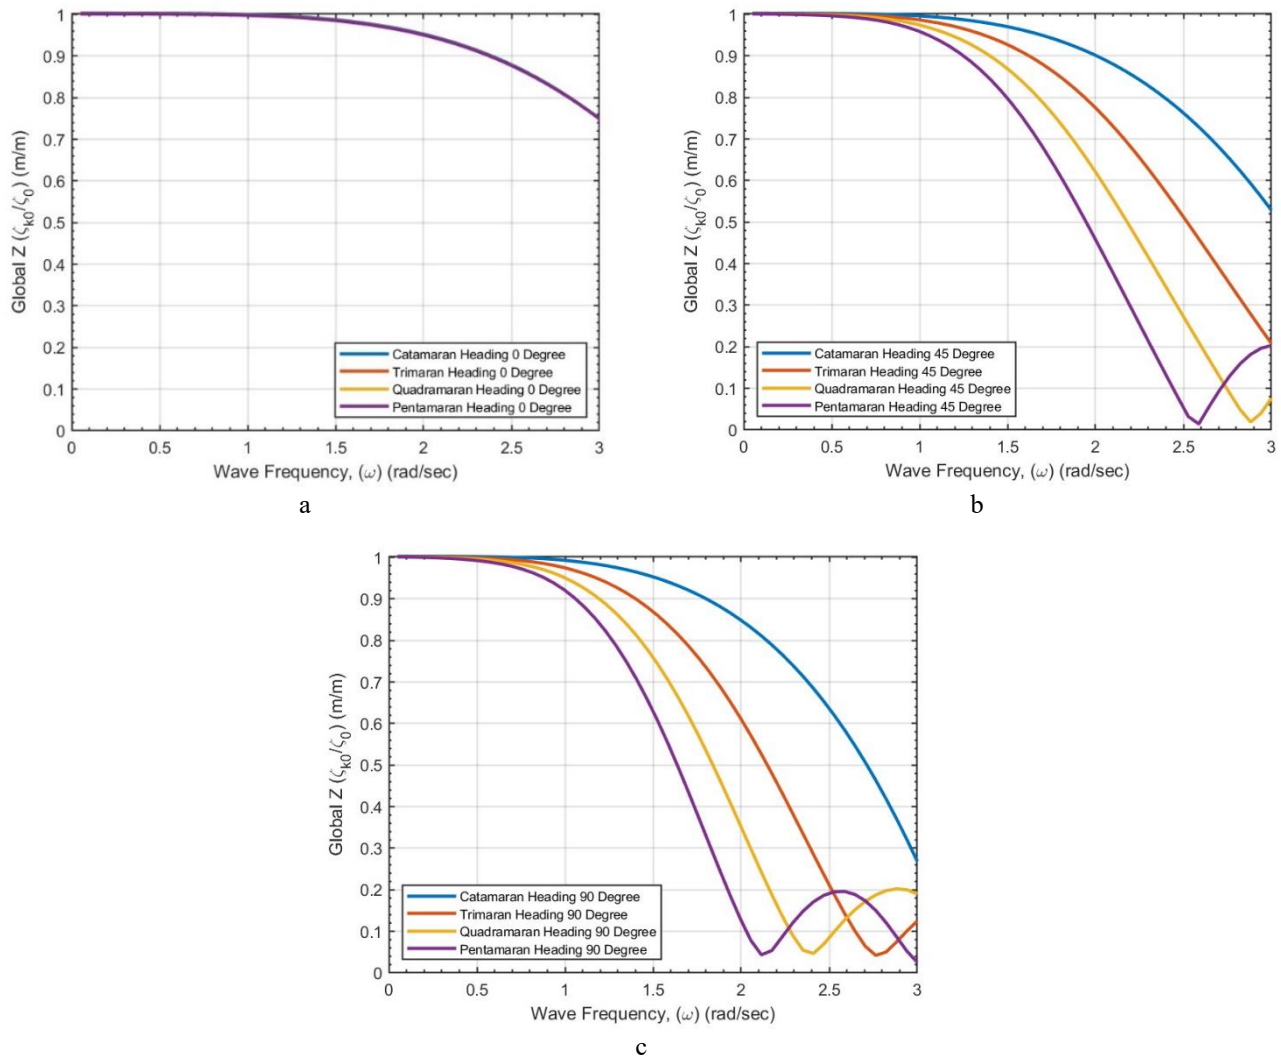 1
0.9
0.8
0.7
0.6
0.5
0.4
0.3
0.2
0.1
0
Global Z (ζk0/ζ0) (m/m)
Catamaran Heading 0 Degree
Trimaran Heading 0 Degree
Quadramaran Heading 0 Degree
Pentamaran Heading 0 Degree
0 0.5 1 1.5 2 2.5 3
Wave Frequency, (ω) (rad/sec)
a
1
0.9
0.8
0.7
0.6
0.5
0.4
0.3
0.2
0.1
0
Global Z (ζk0/ζ0) (m/m)
Catamaran Heading 45 Degree
Trimaran Heading 45 Degree
Quadramaran Heading 45 Degree
Pentamaran Heading 45 Degree
0 0.5 1 1.5 2 2.5 3
Wave Frequency, (ω) (rad/sec)
b
1
0.9
0.8
0.7
0.6
0.5
0.4
0.3
0.2
0.1
0
Global Z (ζk0/ζ0) (m/m)
Catamaran Heading 90 Degree
Trimaran Heading 90 Degree
Quadramaran Heading 90 Degree
Pentamaran Heading 90 Degree
0 0.5 1 1.5 2 2.5 3
Wave Frequency, (ω) (rad/sec)
c